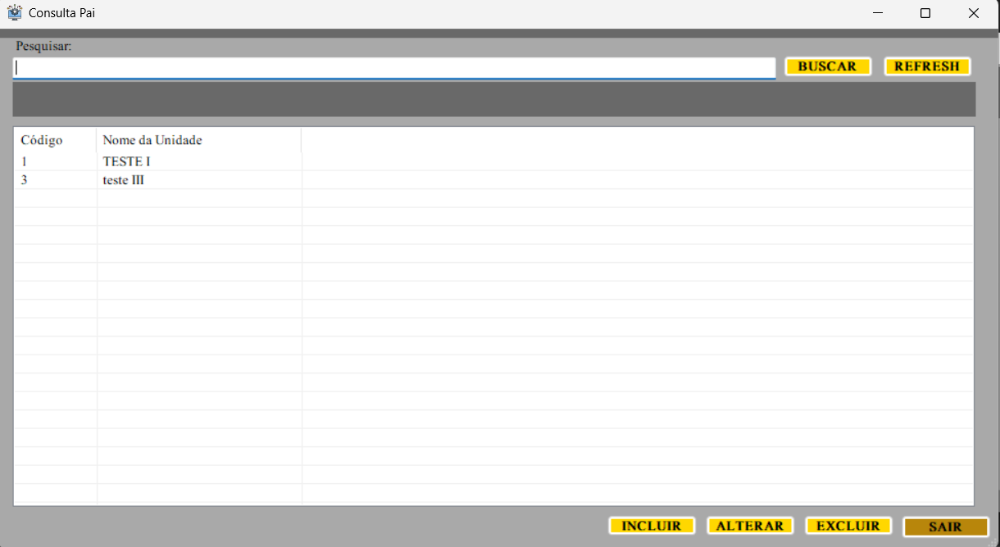 Consulta Pai
Pesquisar:
BUSCAR REFRESH
Código Nome da Unidade
1 TESTE I
3 teste III
INCLUIR ALTERAR EXCLUIR SAIR